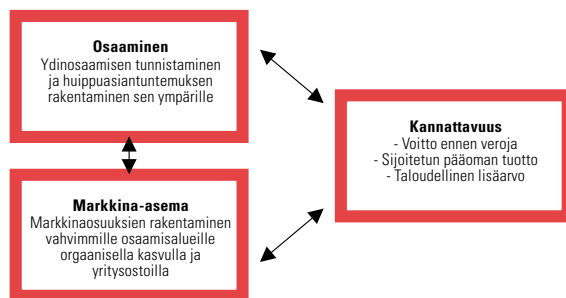 Osaaminen
Ydinosaamisen tunnistaminen
ja huippuasiantuntemuksen
rakentaminen sen ympärille
Markkina-asema
Markkinaosuuksien rakentaminen
vahvimmille osaamisalueille
orgaanisella kasvulla ja
yritysostoilla
Kannattavuus
- Voitto ennen veroja
- Sijoitetun pääoman tuotto
- Taloudellinen lisäarvo